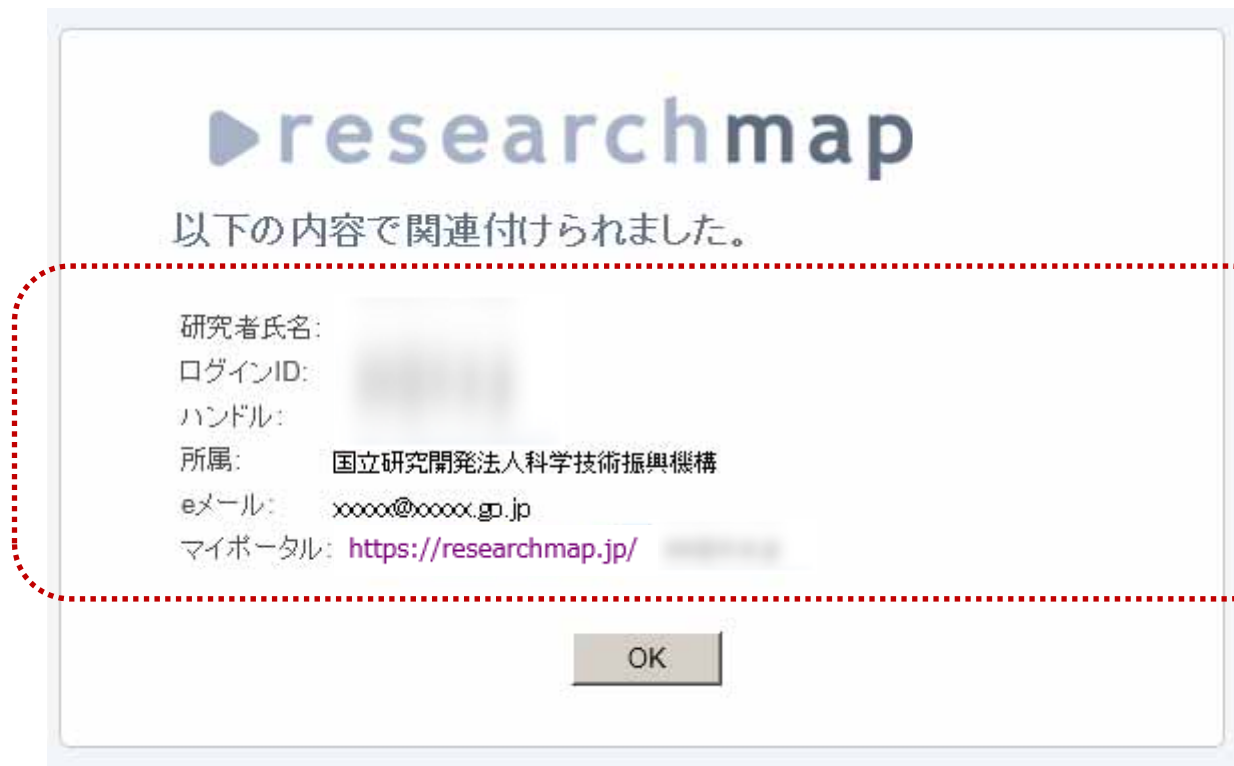 researchmap
以下の内容で関連付けられました。
研究者氏名:
ログインID:
ハンドル:
所属: 国立研究開発法人科学技術振興機構
eメール: xxxxx@xxxxx.go.jp
マイポータル: https://researchmap.jp/
OK